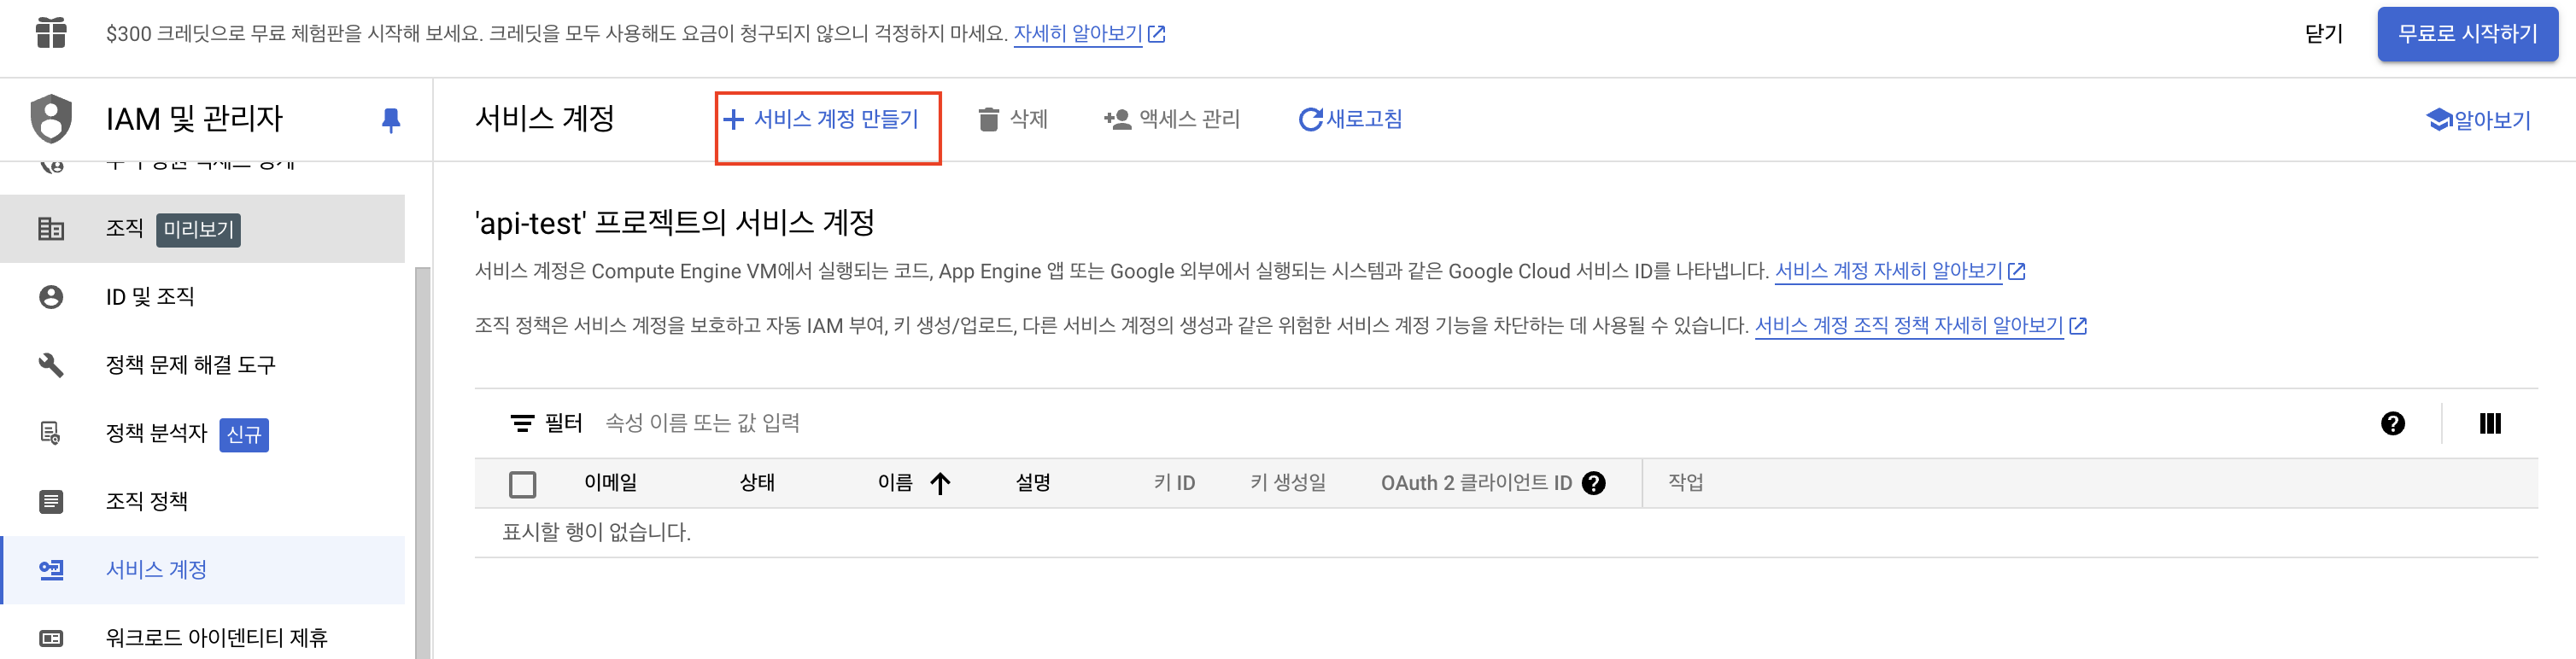 $300 크레딧으로 무료 체험판을 시작해 보세요. 크레딧을 모두 사용해도 요금이 청구되지 않으니 걱정하지 마세요. 자세히 알아보기
닫기
무료로 시작하기
IAM 및 관리자
서비스 계정
서비스 계정 만들기
삭제
액세스 관리
새로고침
알아보기
조직 미리보기
ID 및 조직
정책 문제 해결 도구
정책 분석자 신규
조직 정책
서비스 계정
워크로드 아이덴티티 제휴
'api-test' 프로젝트의 서비스 계정
서비스 계정은 Compute Engine VM에서 실행되는 코드, App Engine 앱 또는 Google 외부에서 실행되는 시스템과 같은 Google Cloud 서비스 ID를 나타냅니다. 서비스 계정 자세히 알아보기
조직 정책은 서비스 계정을 보호하고 자동 IAM 부여, 키 생성/업로드, 다른 서비스 계정의 생성과 같은 위험한 서비스 계정 기능을 차단하는 데 사용될 수 있습니다. 서비스 계정 조직 정책 자세히 알아보기
필터 속성 이름 또는 값 입력
이메일 상태 이름 설명 키 ID 키 생성일 OAuth 2 클라이언트 ID 작업
표시할 행이 없습니다.